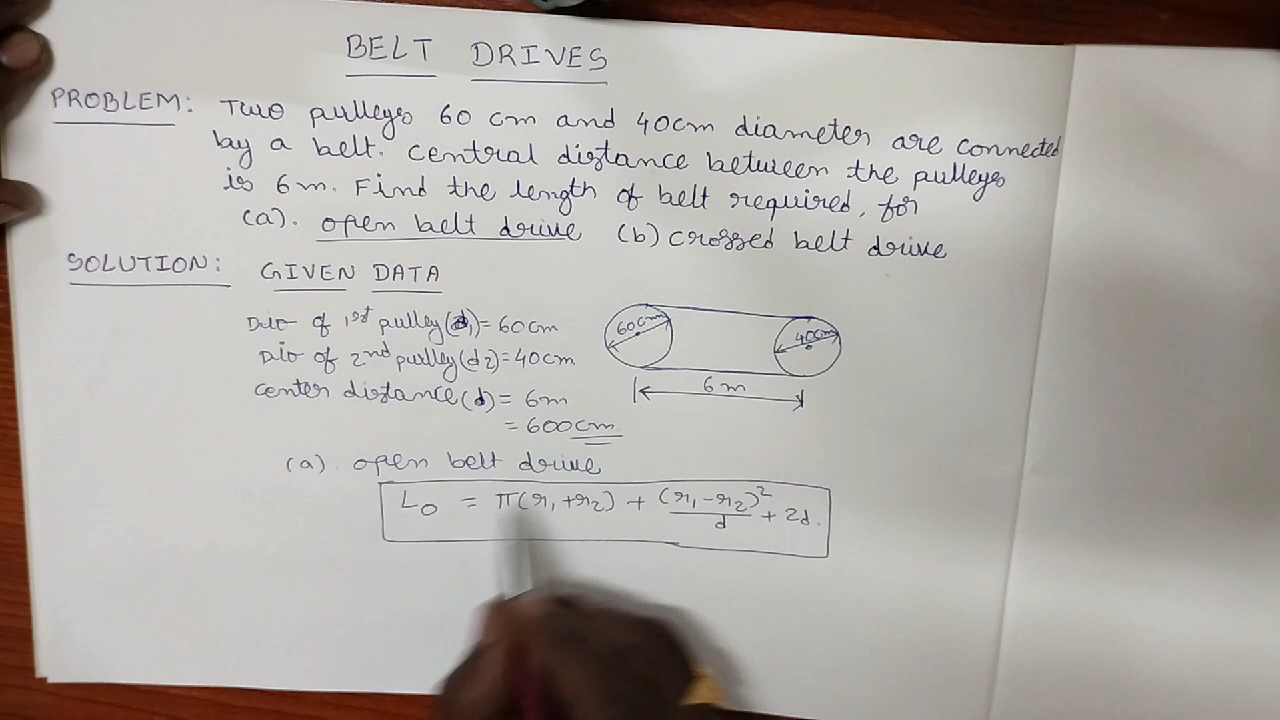 BELT DRIVES
PROBLEM: Two pulleys 60 cm and 40cm diameter are connected
by a belt. central distance between the pulleys
is 6m. Find the length of belt required, for
(a). open belt drive (b) crossed belt drive
SOLUTION: GIVEN DATA
Dia of 1st pulley (d1) = 60cm
Dia of 2nd pulley (d2) = 40cm
center distance (d) = 6m
= 600cm
60cm
40cm
6m
(a). open belt drive
L₀ = π(r₁ + r₂) + (r₁ - r₂)²/d + 2d.